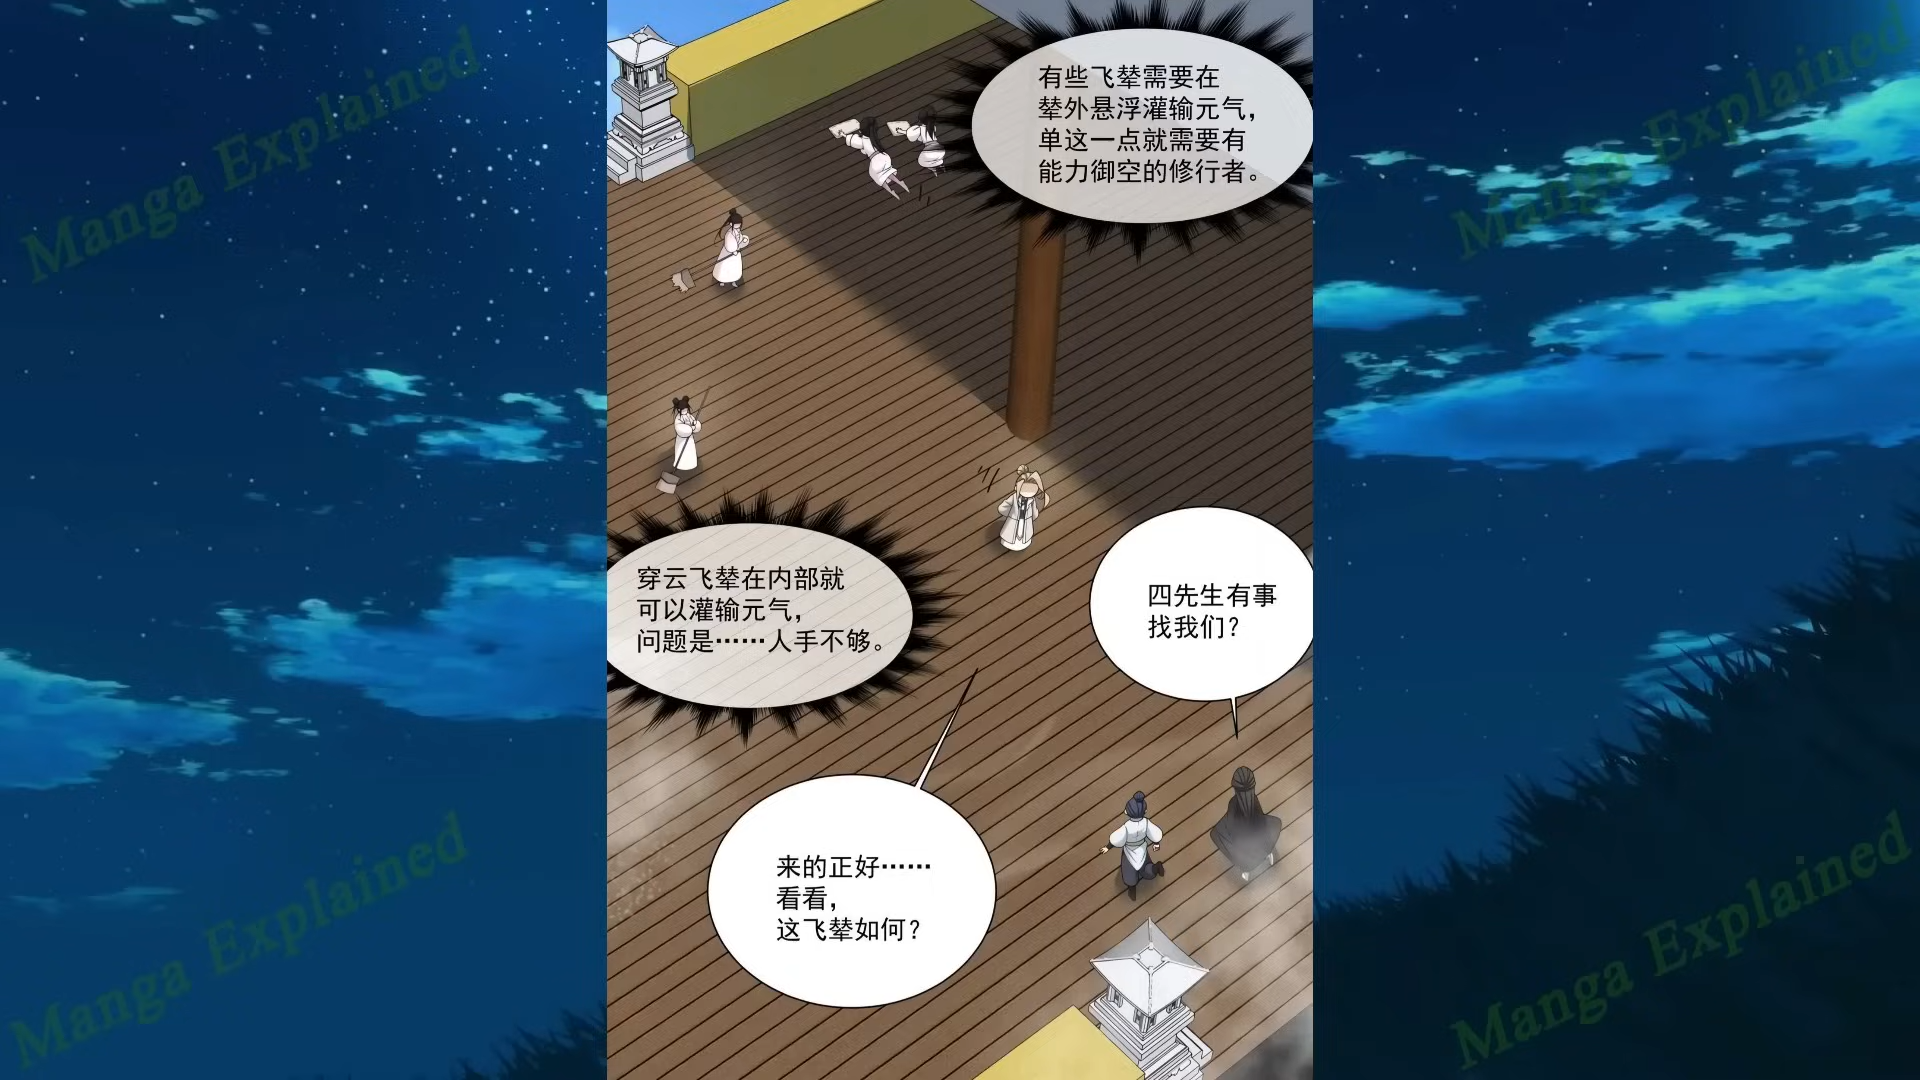 有些飞辇需要在
辇外悬浮灌输元气，
单这一点就需要有
能力御空的修行者。
穿云飞辇在内部就
可以灌输元气，
问题是……人手不够。
四先生有事
找我们？
来的正好……
看看，
这飞辇如何？
Manga Explained
Manga Explained
Manga Explained
Manga Explained